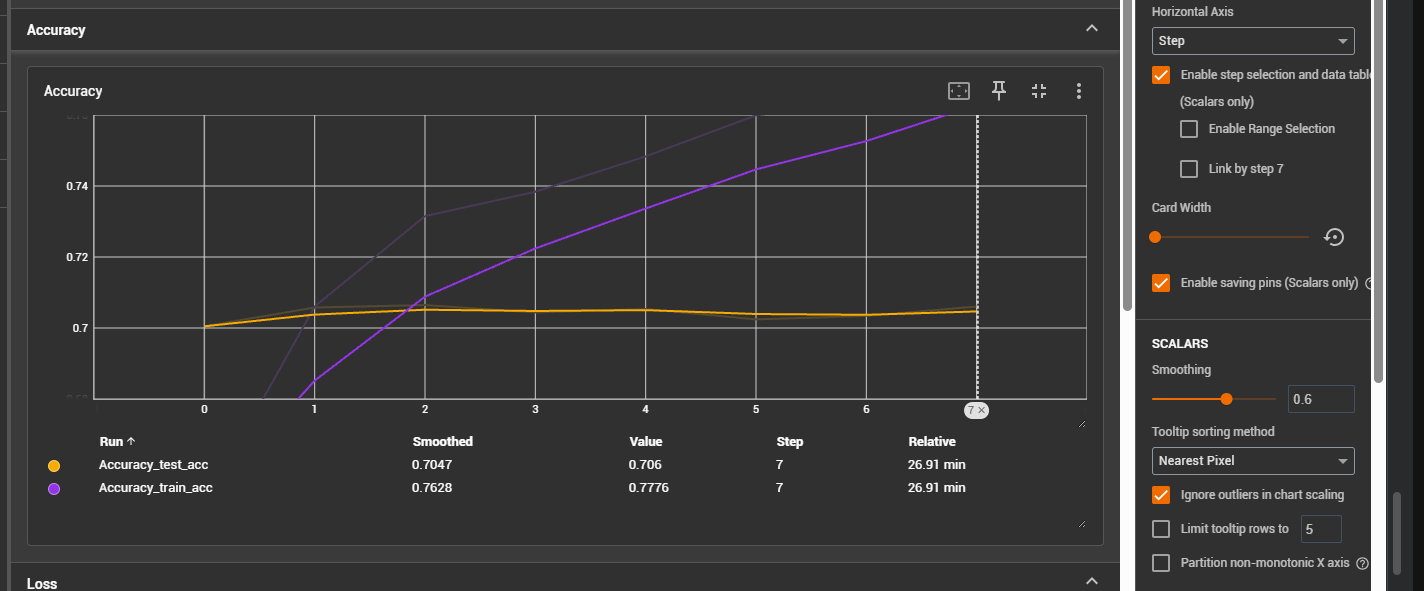 Accuracy
Accuracy
0.74
0.72
0.7
0 1 2 3 4 5 6 7 ×
Run ↑ Smoothed Value Step Relative
Accuracy_test_acc 0.7047 0.706 7 26.91 min
Accuracy_train_acc 0.7628 0.7776 7 26.91 min
Loss
Horizontal Axis
Step
Enable step selection and data table
(Scalars only)
Enable Range Selection
Link by step 7
Card Width
Enable saving pins (Scalars only)
SCALARS
Smoothing
0.6
Tooltip sorting method
Nearest Pixel
Ignore outliers in chart scaling
Limit tooltip rows to 5
Partition non-monotonic X axis